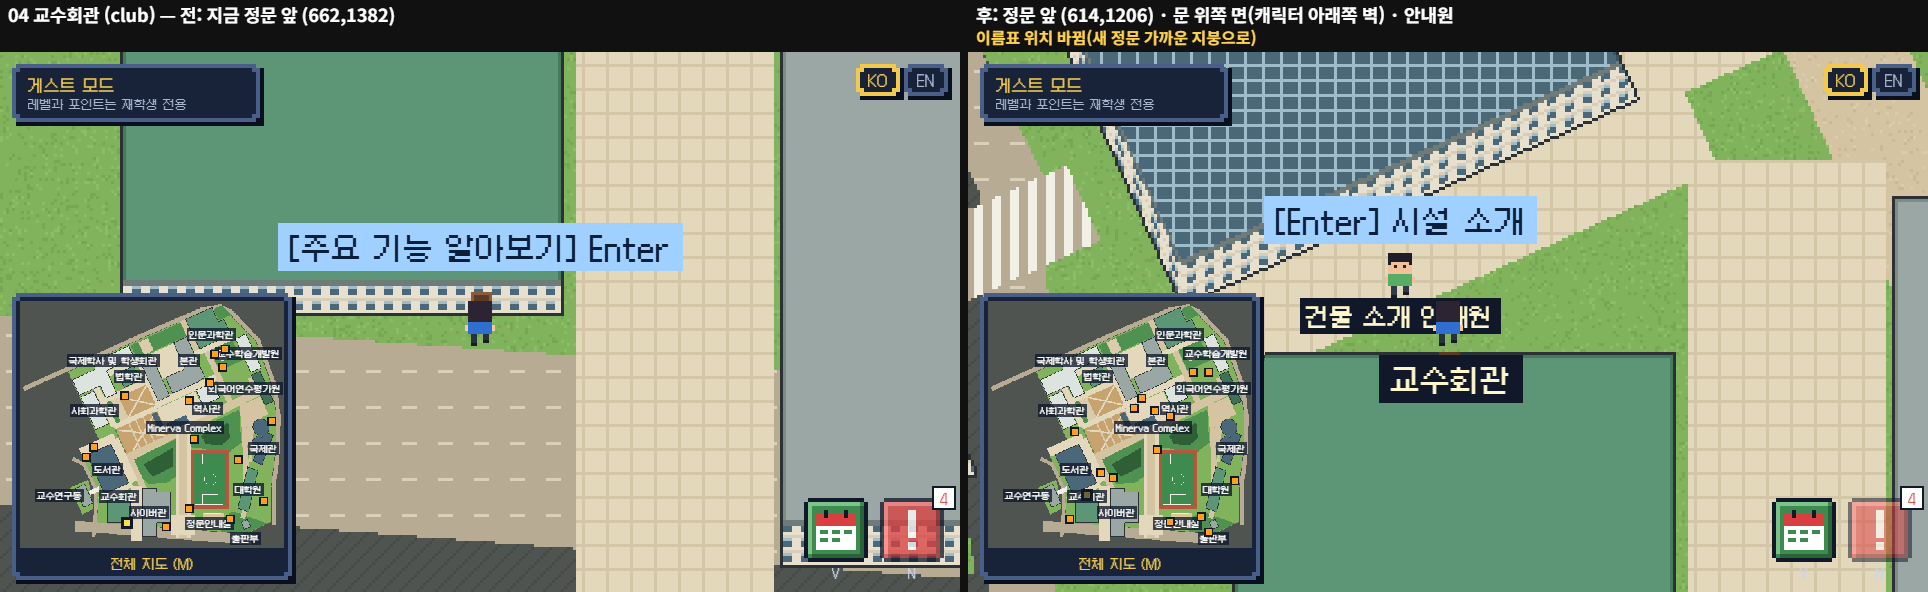 04 교수회관 (club) — 전: 지금 정문 앞 (662,1382)
게스트 모드
레벨과 포인트는 재학생 전용
KO
EN
[주요 기능 알아보기] Enter
인문과학관
교수학습개발원
국제학사 및 학생회관
본관
법학관
외국어연수평가원
사회과학관
역사관
Minerva Complex
국제관
도서관
대학원
교수연구동
교수회관
사이버관
정문안내실
출판부
전체 지도 (M)
4
V
N
후: 정문 앞 (614,1206) · 문 위쪽 면(캐릭터 아래쪽 벽) · 안내원
이름표 위치 바뀜(새 정문 가까운 지붕으로)
게스트 모드
레벨과 포인트는 재학생 전용
KO
EN
[Enter] 시설 소개
건물 소개
교수회관
인문과학관
교수학습개발원
국제학사 및 학생회관
본관
법학관
외국어연수평가원
사회과학관
역사관
Minerva Complex
국제관
도서관
대학원
교수연구동
사이버관
정문안내실
출판부
전체 지도 (M)
4